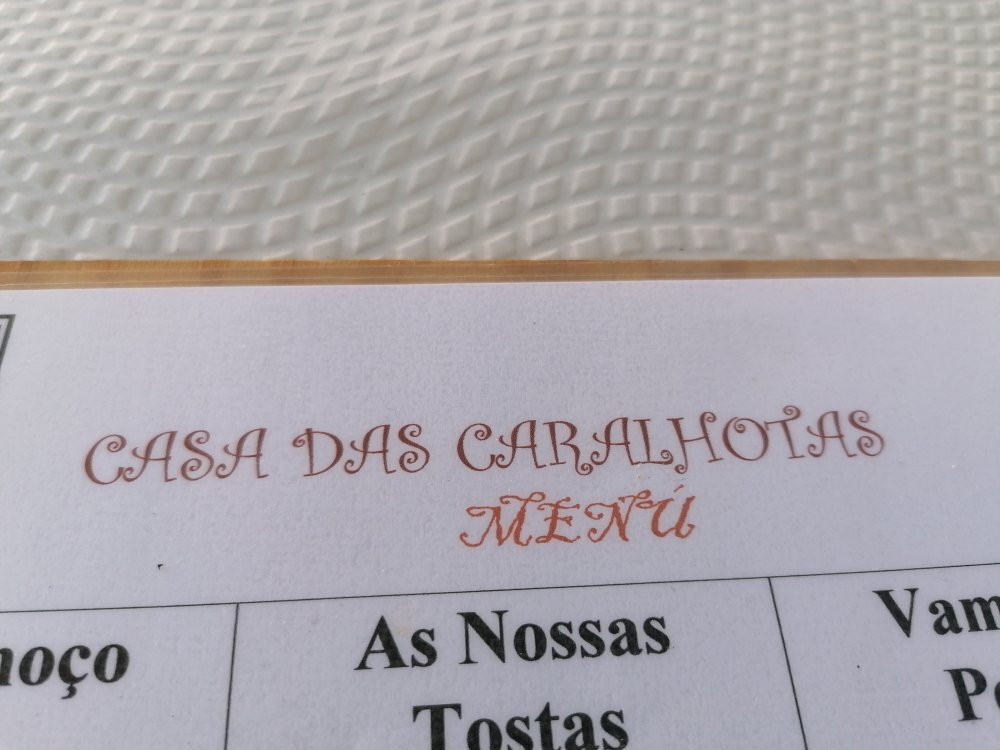 CASA DAS CARALHOTAS
MENÚ
As Nossas
Tostas